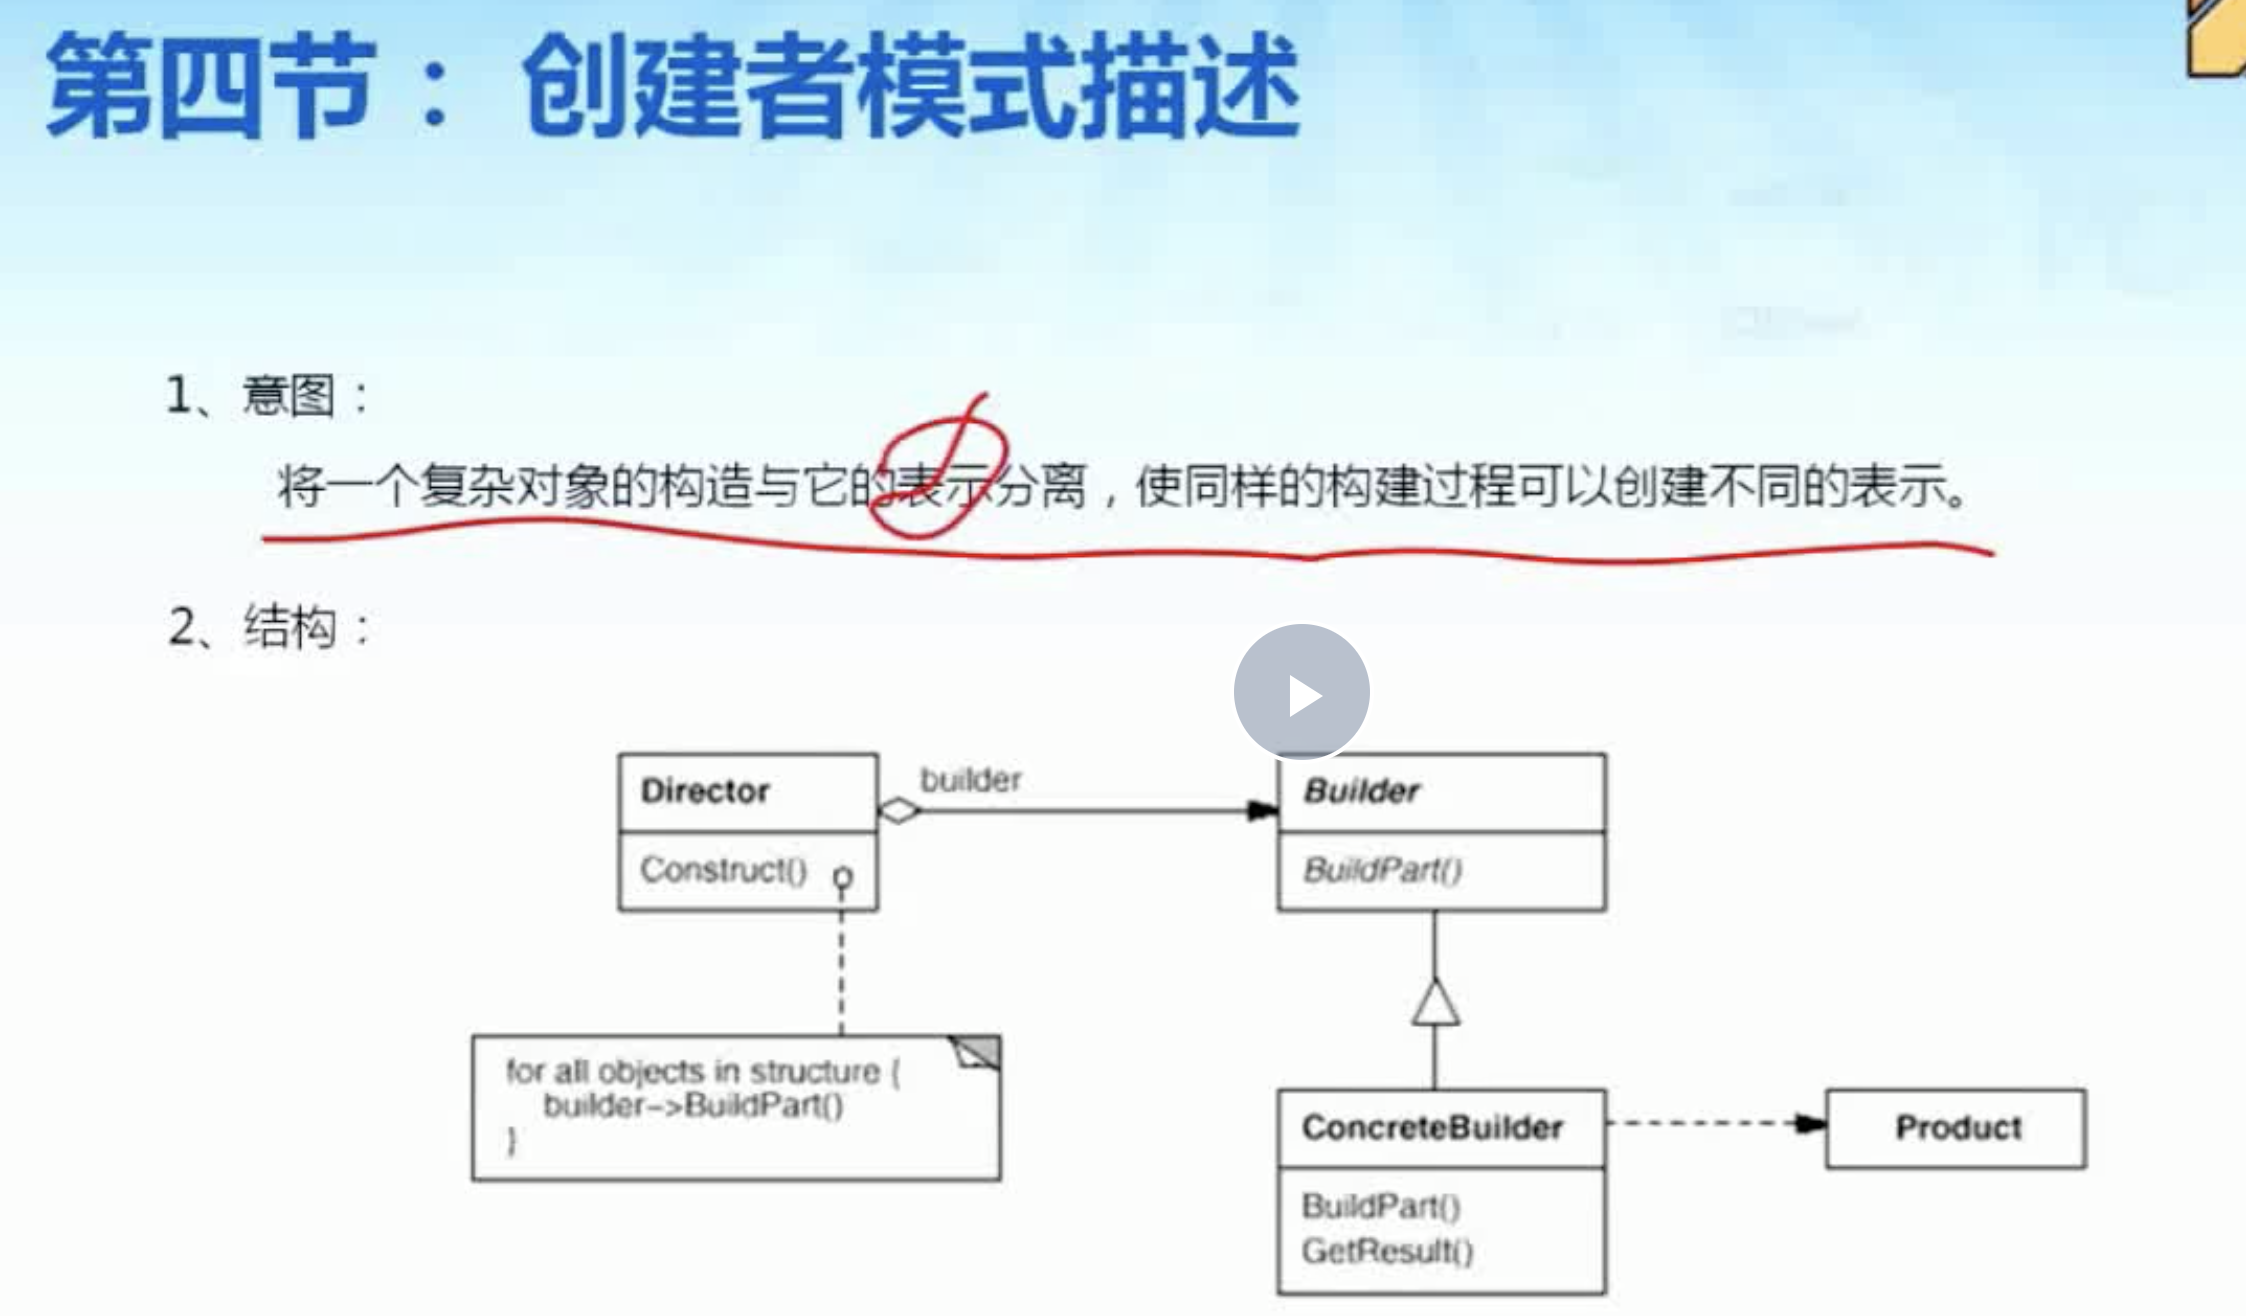 第四节：创建者模式描述
1、意图：
将一个复杂对象的构造与它的表示分离，使同样的构建过程可以创建不同的表示。
2、结构：
Director
builder
Builder
Construct()
BuildPart()
for all objects in structure {
builder->BuildPart()
}
ConcreteBuilder
Product
BuildPart()
GetResult()